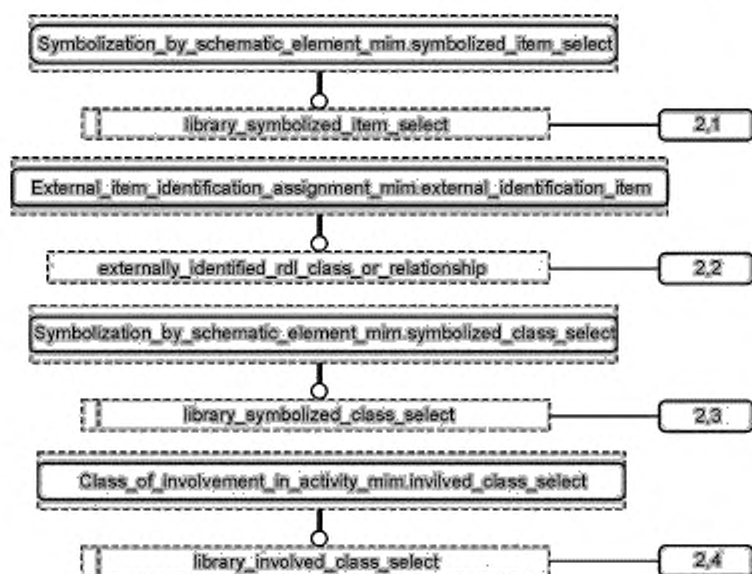 Symbolization_by_schematic_element_mim.symbolized_item_select
library_symbolized_item_select
2,1
External_item_identification_assignment_mim.external_identification_item
externally_identified_rdl_class_or_relationship
2,2
Symbolization_by_schematic_element_mim.symbolized_class_select
library_symbolized_class_select
2,3
Class_of_involvement_in_activity_mim.invilved_class_select
library_involved_class_select
2,4